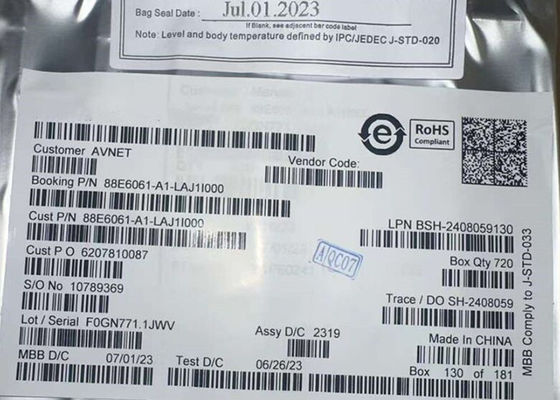 Bag Seal Date: Jul.01.2023
If Blank, see adjacent bar code label
Note: Level and body temperature defined by IPC/JEDEC J-STD-020
Customer AVNET
Vendor Code:
e
RoHS
Compliant
Booking P/N 88E6061-A1-LAJ1I000
Cust P/N 88E6061-A1-LAJ1I000
LPN BSH-2408059130
Cust P O 6207810087
A/QC07
Box Qty 720
S/O No 10789369
Trace / DO SH-2408059
Lot / Serial F0GN771.1JWV
Assy D/C 2319
Made In CHINA
MBB D/C 07/01/23
Test D/C 06/26/23
Box 130 of 181
MBB Comply to J-STD-033